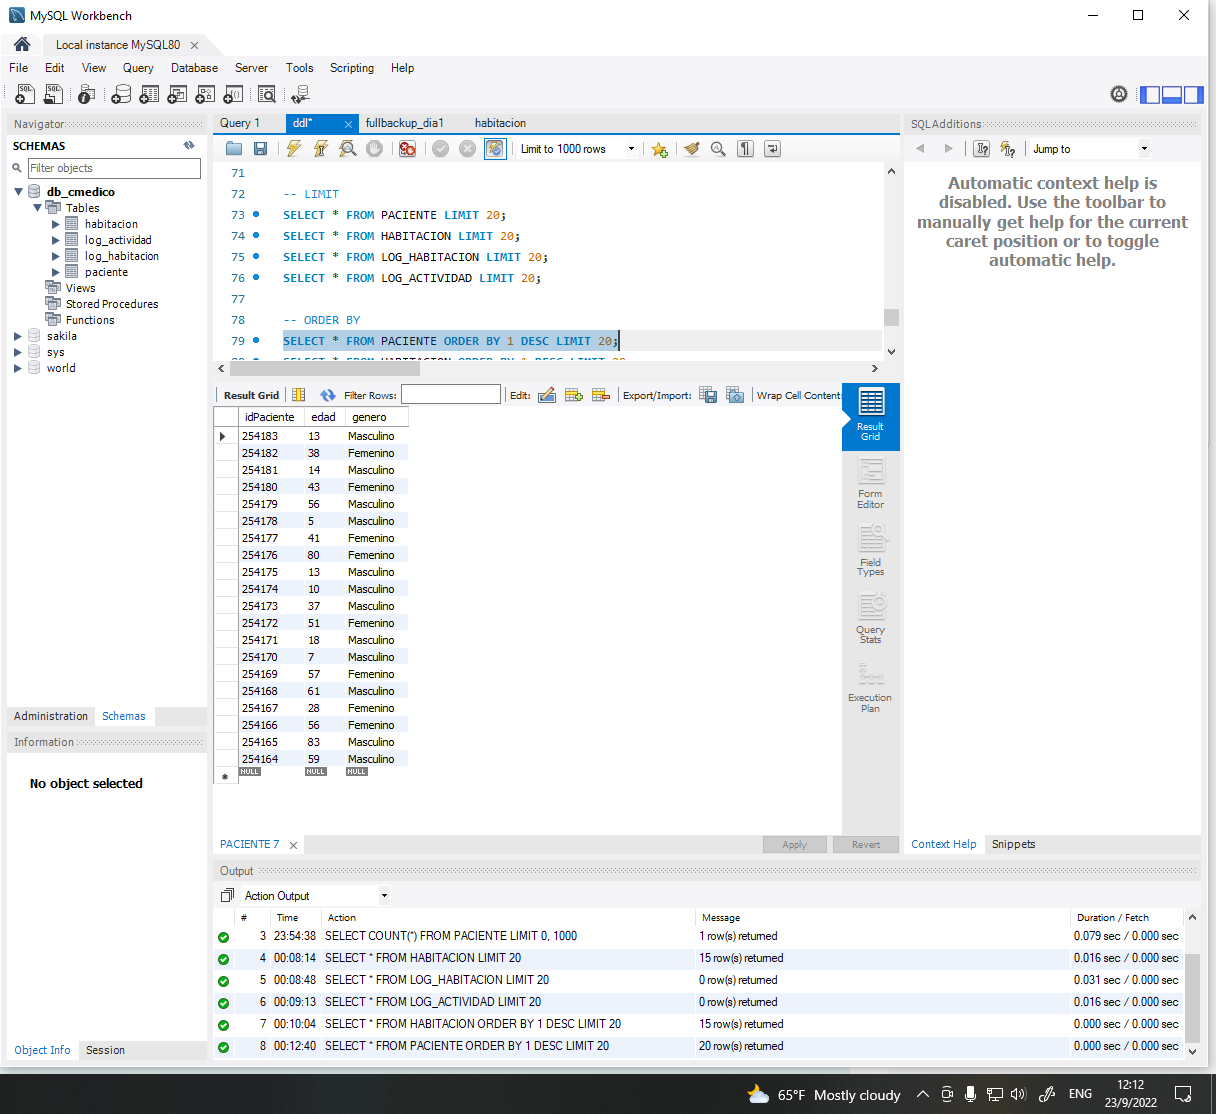 MySQL Workbench
Local instance MySQL80
File Edit View Query Database Server Tools Scripting Help
Navigator
SCHEMAS
Filter objects
db_cmedico
Tables
habitacion
log_actividad
log_habitacion
paciente
Views
Stored Procedures
Functions
sakila
sys
world
Administration Schemas
Information
No object selected
Object Info Session
Query 1 ddl* fullbackup_dia1 habitacion
Limit to 1000 rows
71
72 -- LIMIT
73 SELECT * FROM PACIENTE LIMIT 20;
74 SELECT * FROM HABITACION LIMIT 20;
75 SELECT * FROM LOG_HABITACION LIMIT 20;
76 SELECT * FROM LOG_ACTIVIDAD LIMIT 20;
77
78 -- ORDER BY
79 SELECT * FROM PACIENTE ORDER BY 1 DESC LIMIT 20;
Result Grid Filter Rows: Edit: Export/Import: Wrap Cell Content:
idPaciente edad genero
254183 13 Masculino
254182 38 Femenino
254181 14 Masculino
254180 43 Femenino
254179 56 Masculino
254178 5 Masculino
254177 41 Femenino
254176 80 Femenino
254175 13 Masculino
254174 10 Masculino
254173 37 Masculino
254172 51 Femenino
254171 18 Masculino
254170 7 Masculino
254169 57 Femenino
254168 61 Masculino
254167 28 Femenino
254166 56 Femenino
254165 83 Masculino
254164 59 Masculino
NULL NULL NULL
Result
Grid
Form
Editor
Field
Types
Query
Stats
Execution
Plan
PACIENTE 7 Apply Revert
SQLAdditions
Jump to
Automatic context help is
disabled. Use the toolbar to
manually get help for the current
caret position or to toggle
automatic help.
Context Help Snippets
Output
Action Output
# Time Action Message Duration / Fetch
3 23:54:38 SELECT COUNT(*) FROM PACIENTE LIMIT 0, 1000 1 row(s) returned 0.079 sec / 0.000 sec
4 00:08:14 SELECT * FROM HABITACION LIMIT 20 15 row(s) returned 0.016 sec / 0.000 sec
5 00:08:48 SELECT * FROM LOG_HABITACION LIMIT 20 0 row(s) returned 0.031 sec / 0.000 sec
6 00:09:13 SELECT * FROM LOG_ACTIVIDAD LIMIT 20 0 row(s) returned 0.016 sec / 0.000 sec
7 00:10:04 SELECT * FROM HABITACION ORDER BY 1 DESC LIMIT 20 15 row(s) returned 0.000 sec / 0.000 sec
8 00:12:40 SELECT * FROM PACIENTE ORDER BY 1 DESC LIMIT 20 20 row(s) returned 0.000 sec / 0.000 sec
65°F Mostly cloudy ENG 12:12
23/9/2022